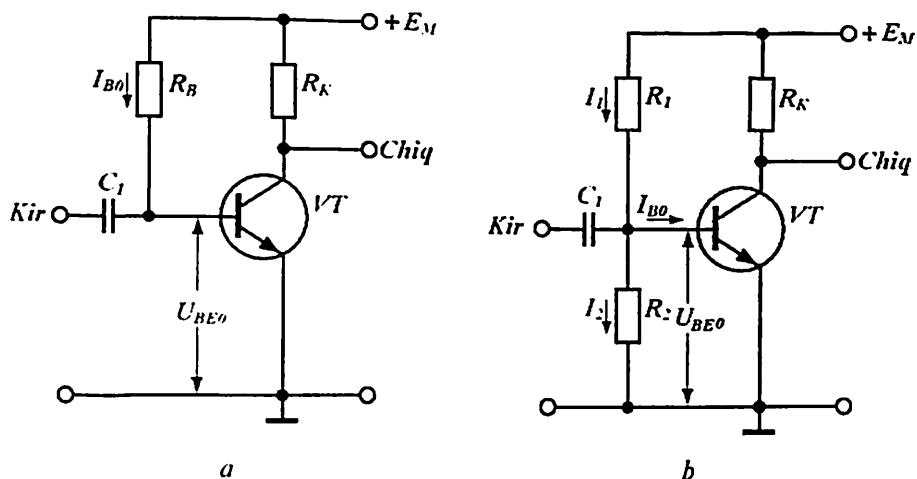 +E_M
I_B0
R_B
R_K
Chiq
C_1
Kir
VT
U_BE0
a
+E_M
I_1
R_1
R_K
Chiq
C_1
I_B0
Kir
VT
I_2
R_2
U_BE0
b